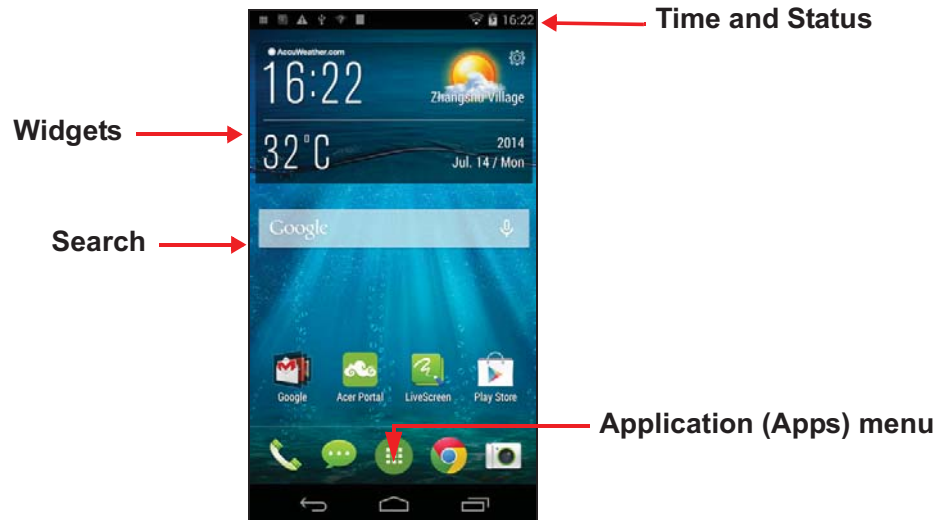 16:22
Time and Status
AccuWeather.com
16:22
Zhangshu Village
Widgets
32°C
2014
Jul. 14 / Mon
Google
Search
Google
Acer Portal
LiveScreen
Play Store
Application (Apps) menu